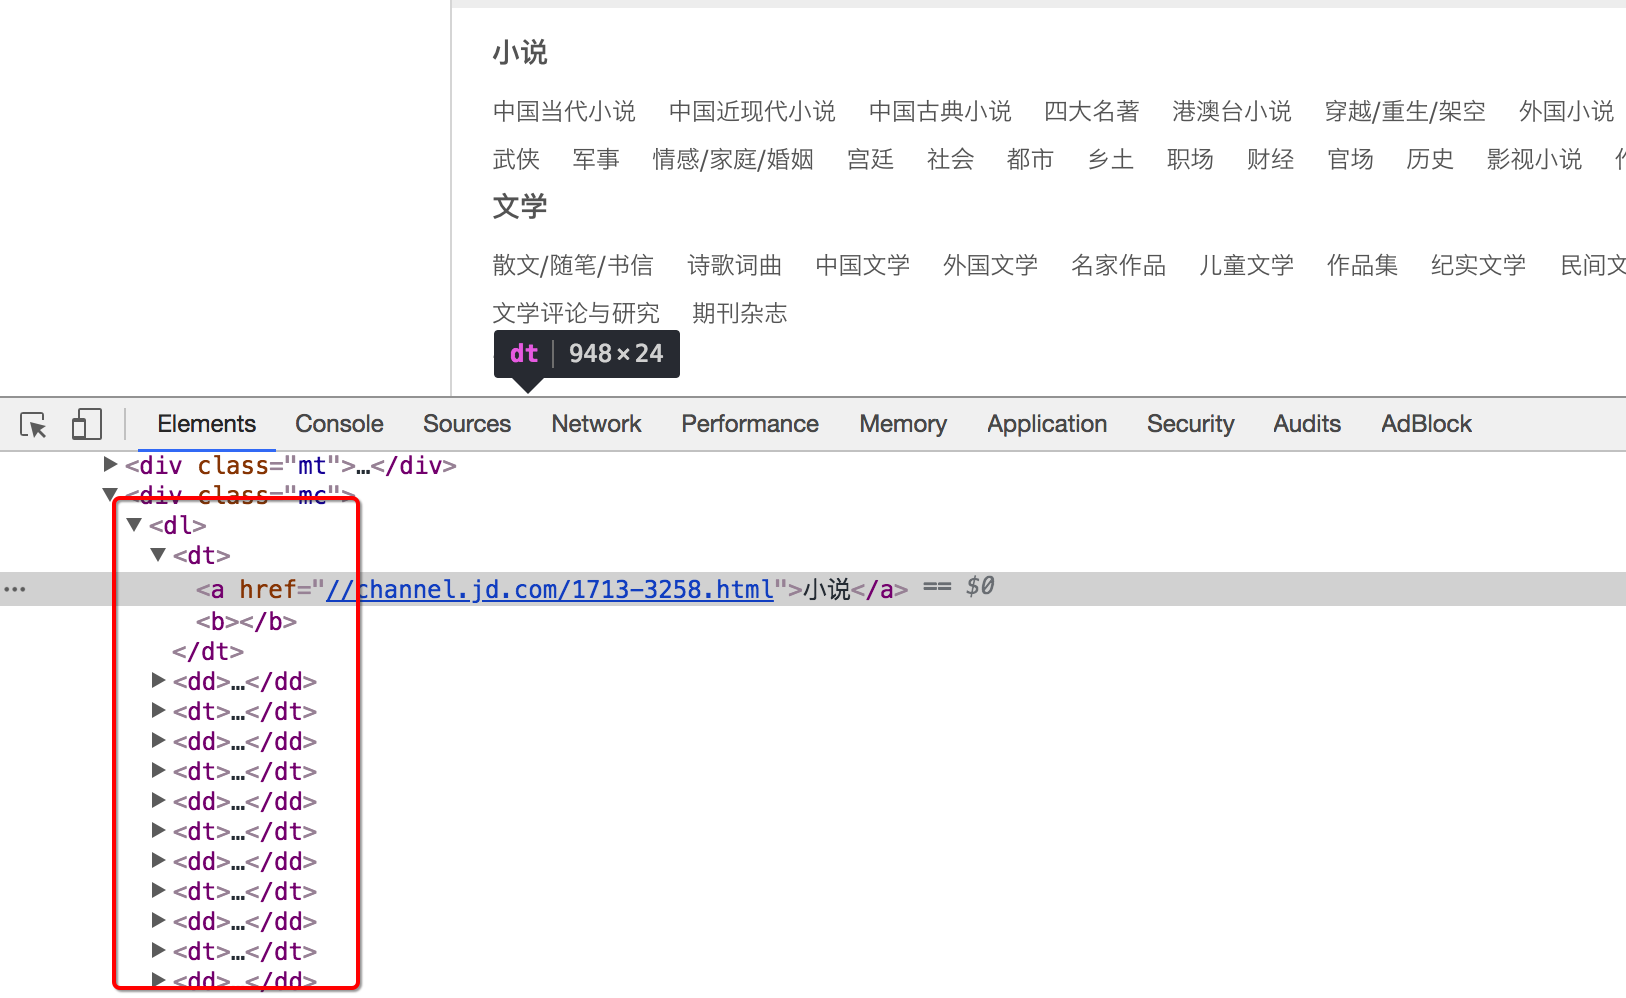 小说
中国当代小说 中国近现代小说 中国古典小说 四大名著 港澳台小说 穿越/重生/架空 外国小说
武侠 军事 情感/家庭/婚姻 宫廷 社会 都市 乡土 职场 财经 官场 历史 影视小说
文学
散文/随笔/书信 诗歌词曲 中国文学 外国文学 名家作品 儿童文学 作品集 纪实文学 民间文
文学评论与研究 期刊杂志
dt 948×24
Elements Console Sources Network Performance Memory Application Security Audits AdBlock
<div class="mt">…</div>
<div class="mc">
<dl>
<dt>
<a href="//channel.jd.com/1713-3258.html">小说</a> == $0
<b></b>
</dt>
<dd>…</dd>
<dt>…</dt>
<dd>…</dd>
<dt>…</dt>
<dd>…</dd>
<dt>…</dt>
<dd>…</dd>
<dt>…</dt>
<dd>…</dd>
<dt>…</dt>
<dd>…</dd>